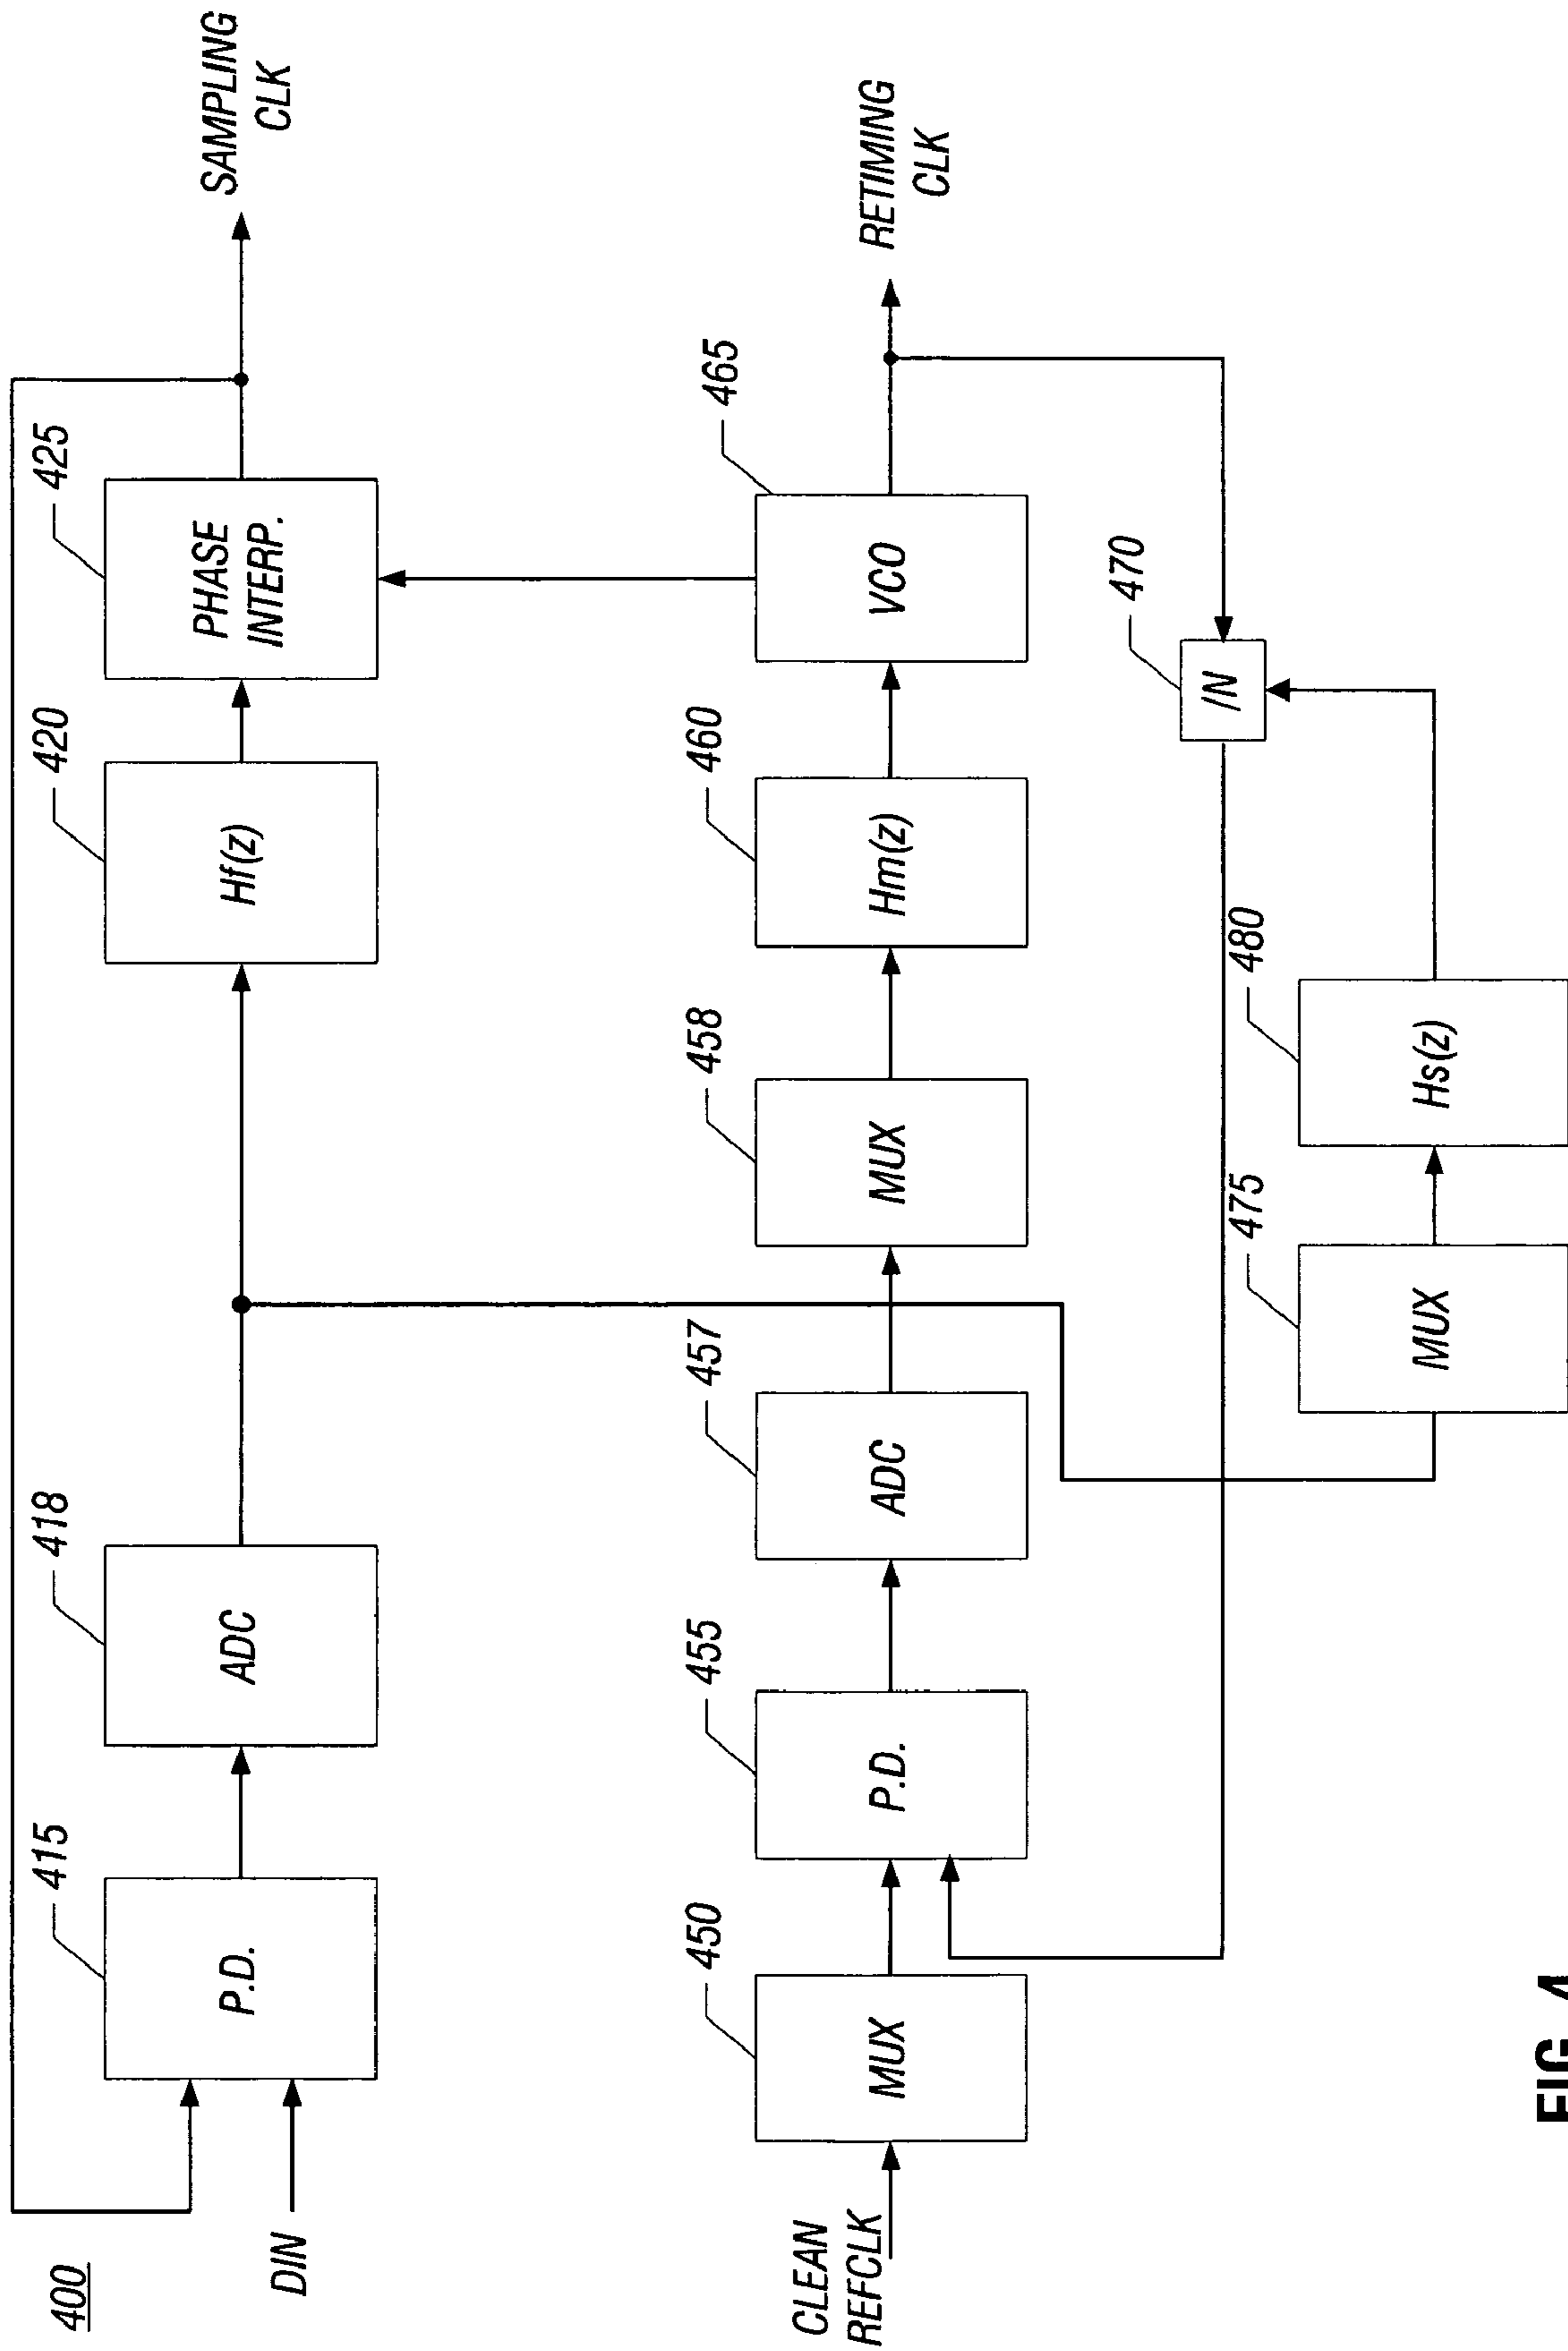 400
415
418
420
425
SAMPLING
CLK
P.D.
ADC
Hf(z)
PHASE
INTERP.
DIN
450
455
457
458
460
465
RETIMING
CLK
CLEAN
REFCLK
MUX
P.D.
ADC
MUX
Hm(z)
VCO
470
/N
475
480
MUX
Hs(z)
FIG. 4